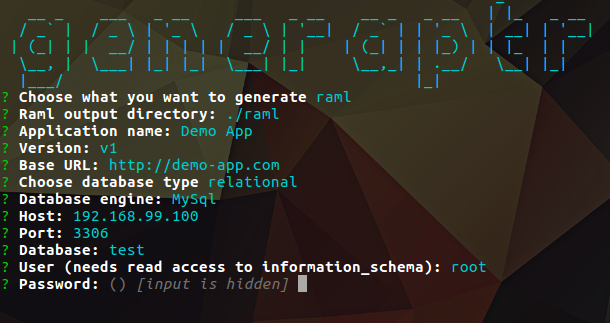 generaptr
? Choose what you want to generate raml
? Raml output directory: ./raml
? Application name: Demo App
? Version: v1
? Base URL: http://demo-app.com
? Choose database type relational
? Database engine: MySql
? Host: 192.168.99.100
? Port: 3306
? Database: test
? User (needs read access to information_schema): root
? Password: () [input is hidden]